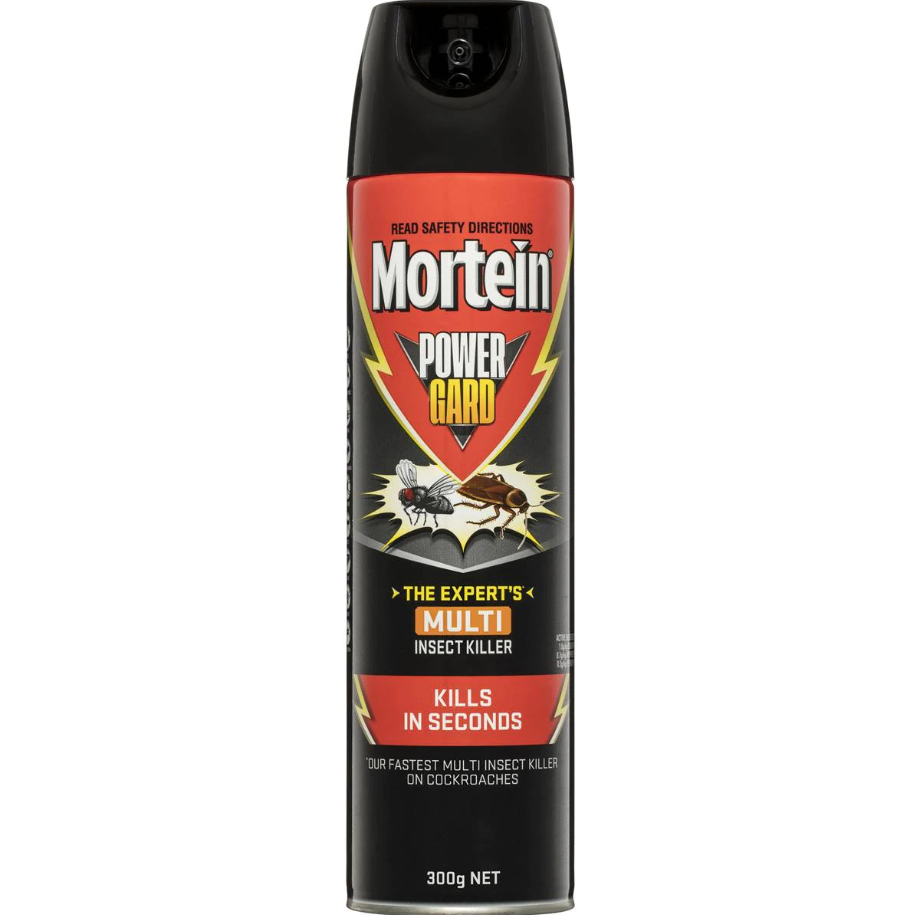 READ SAFETY DIRECTIONS
Mortein®
POWER
GARD
THE EXPERT'S
MULTI
INSECT KILLER
KILLS
IN SECONDS
*OUR FASTEST MULTI INSECT KILLER
ON COCKROACHES
300g NET